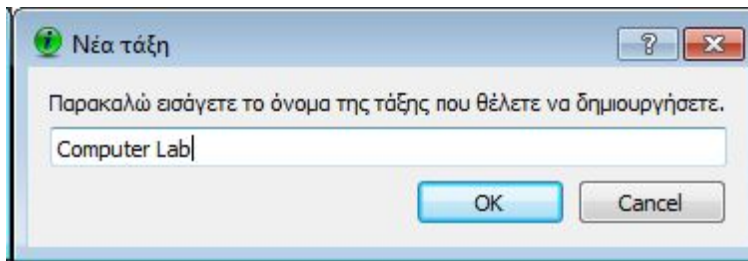 Νέα τάξη
Παρακαλώ εισάγετε το όνομα της τάξης που θέλετε να δημιουργήσετε.
Computer Lab
OK Cancel